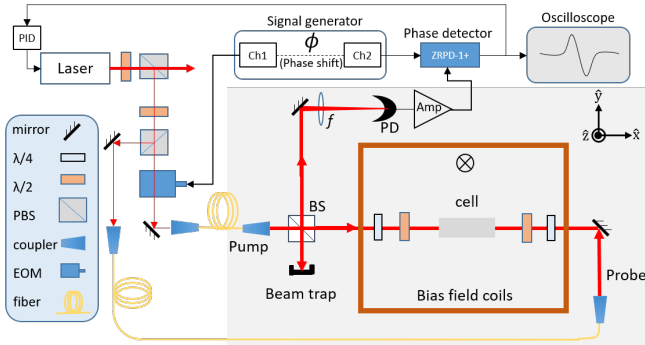 PID
Laser
Signal generator
Ch1
ϕ
(Phase shift)
Ch2
Phase detector
ZRPD-1+
Oscilloscope
mirror
λ/4
λ/2
PBS
coupler
EOM
fiber
f
PD
Amp
ŷ
ẑ
x̂
BS
cell
Pump
Beam trap
Bias field coils
Probe